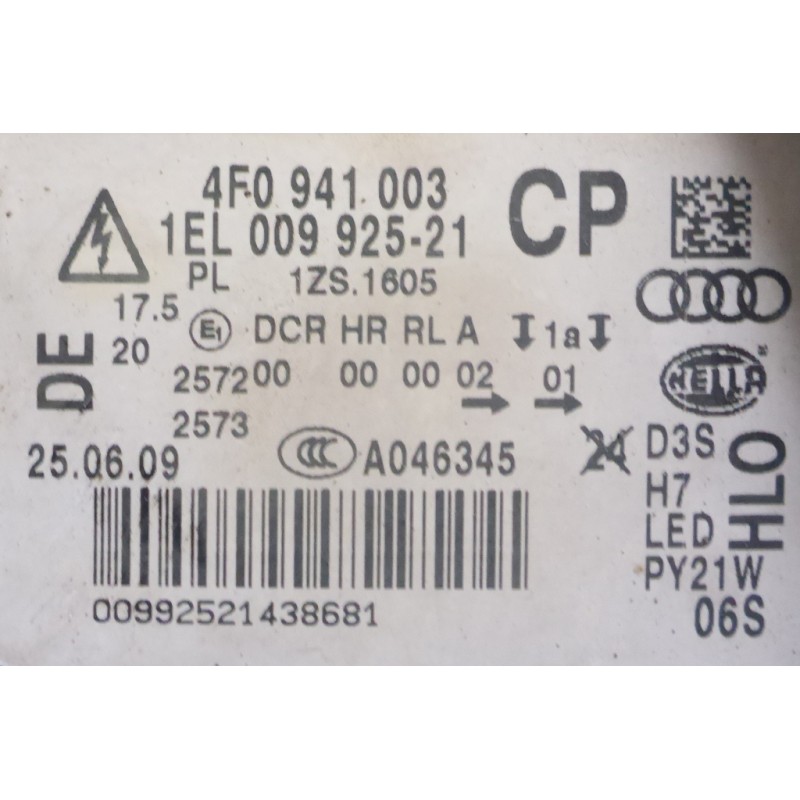 4F0 941 003 CP
1EL 009 925-21
PL 1ZS.1605
17.5 E1 DCR HR RL A 1a
20
DE
2572 00 00 00 02 01
2573
HELLA
25.06.09 CCC A046345 24 D3S
H7
LED
HLO
PY21W
06S
00992521438681